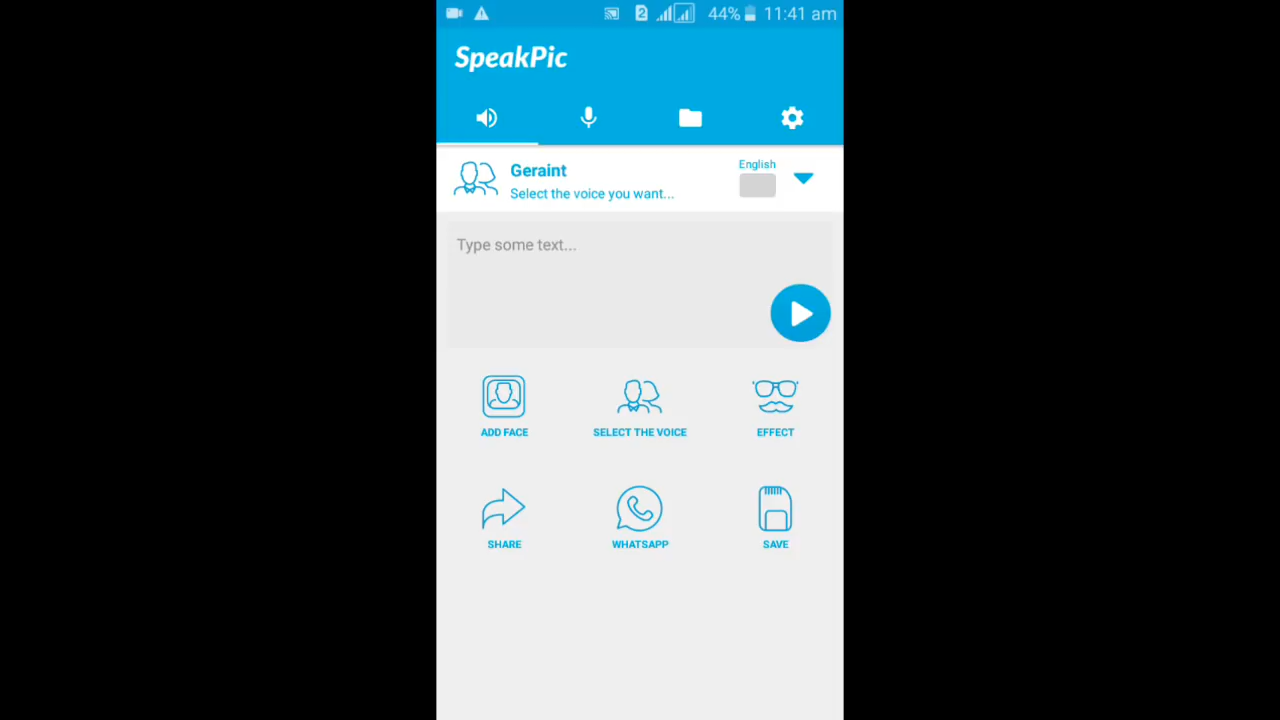 2 44% 11:41 am
SpeakPic
Geraint
English
Select the voice you want...
Type some text...
ADD FACE SELECT THE VOICE EFFECT
SHARE WHATSAPP SAVE